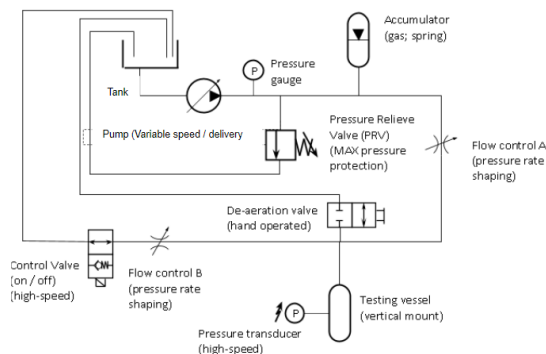 Accumulator
(gas; spring)
Pressure
gauge
P
Tank
Pump (Variable speed / delivery
Pressure Relieve
Valve (PRV)
(MAX pressure
protection)
Flow control A
(pressure rate
shaping)
De-aeration valve
(hand operated)
Control Valve
(on / off)
(high-speed)
Flow control B
(pressure rate
shaping)
P
Testing vessel
(vertical mount)
Pressure transducer
(high-speed)